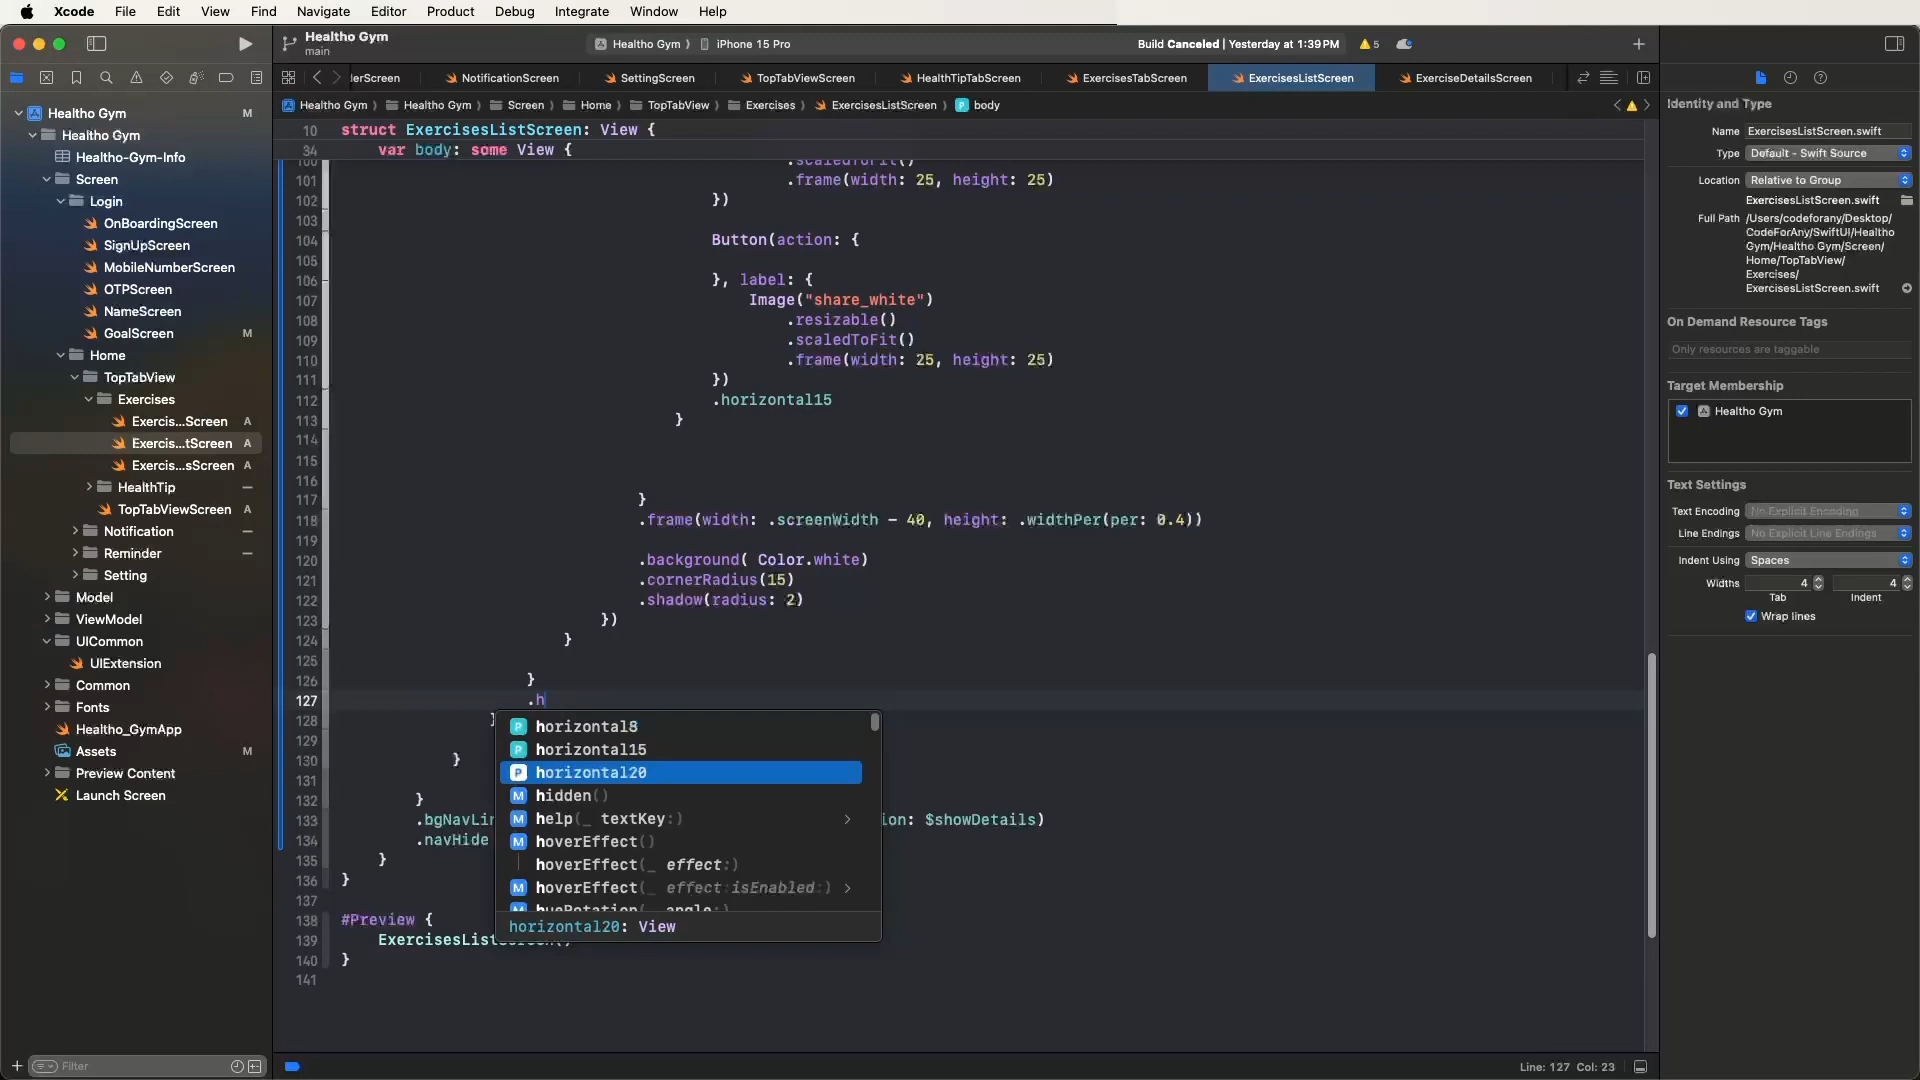 Xcode File Edit View Find Navigate Editor Product Debug Integrate Window Help
Healtho Gym
main
Healtho Gym iPhone 15 Pro
Build Canceled | Yesterday at 1:39 PM 5
NotificationScreen SettingScreen TopTabViewScreen HealthTipTabScreen ExercisesTabScreen ExercisesListScreen ExerciseDetailsScreen
Healtho Gym Healtho Gym Screen Home TopTabView Exercises ExercisesListScreen body
Healtho Gym M
Healtho Gym
Healtho-Gym-Info
Screen
Login
OnBoardingScreen
SignUpScreen
MobileNumberScreen
OTPScreen
NameScreen
GoalScreen M
Home
TopTabView
Exercises
Exercis...Screen A
Exercis...tScreen A
Exercis...sScreen A
HealthTip
TopTabViewScreen A
Notification
Reminder
Setting
Model
ViewModel
UICommon
UIExtension
Common
Fonts
Healtho_GymApp
Assets M
Preview Content
Launch Screen
Filter
10 struct ExercisesListScreen: View {
34 var body: some View {
100 .scaledToFit()
101 .frame(width: 25, height: 25)
102 })
103
104 Button(action: {
105
106 }, label: {
107 Image("share_white")
108 .resizable()
109 .scaledToFit()
110 .frame(width: 25, height: 25)
111 })
112 .horizontal15
113 }
114
115
116
117 }
118 .frame(width: .screenWidth - 40, height: .widthPer(per: 0.4))
119
120 .background( Color.white)
121 .cornerRadius(15)
122 .shadow(radius: 2)
123 })
124 }
125
126 }
127 .h
128
129
130 }
131
132 }
133 $showDetails)
134 .navHide
135 }
136 }
137
138 #Preview {
139
140 }
141
P horizontal8
P horizontal15
P horizontal20
M hidden()
M help(_ textKey:)
M hoverEffect()
hoverEffect(_ effect:)
M hoverEffect(_ effect: isEnabled:)
horizontal20: View
Line: 127 Col: 23
Identity and Type
Name ExercisesListScreen.swift
Type Default - Swift Source
Location Relative to Group
ExercisesListScreen.swift
Full Path /Users/codeforany/Desktop/
CodeForAny/SwiftUI/Healtho
Gym/Healtho Gym/Screen/
Home/TopTabView/
Exercises/
ExercisesListScreen.swift
On Demand Resource Tags
Only resources are taggable
Target Membership
Healtho Gym
Text Settings
Text Encoding No Explicit Encoding
Line Endings No Explicit Line Endings
Indent Using Spaces
Widths 4 4
Tab Indent
Wrap lines